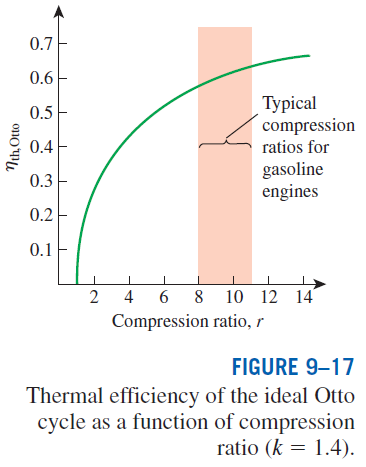 0.7
0.6
0.5
0.4
0.3
0.2
0.1
ηth,Otto
Typical
compression
ratios for
gasoline
engines
2 4 6 8 10 12 14
Compression ratio, r
FIGURE 9–17
Thermal efficiency of the ideal Otto
cycle as a function of compression
ratio (k = 1.4).